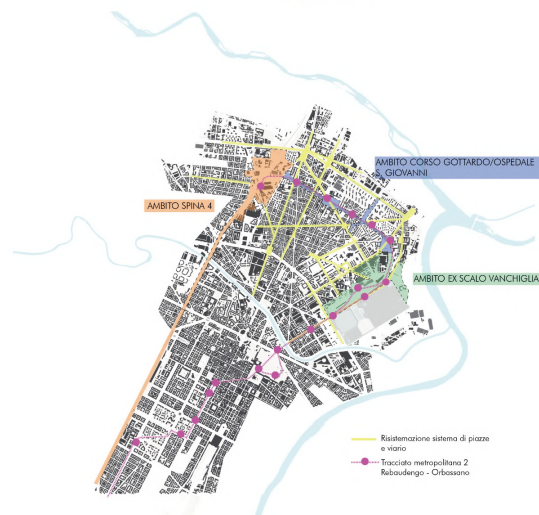 AMBITO CORSO GOTTARDO/OSPEDALE
S. GIOVANNI
AMBITO SPINA 4
AMBITO EX SCALO VANCHIGLIA
Risistemazione sistema di piazze
e viario
Tracciato metropolitana 2
Rebaudengo - Orbassano